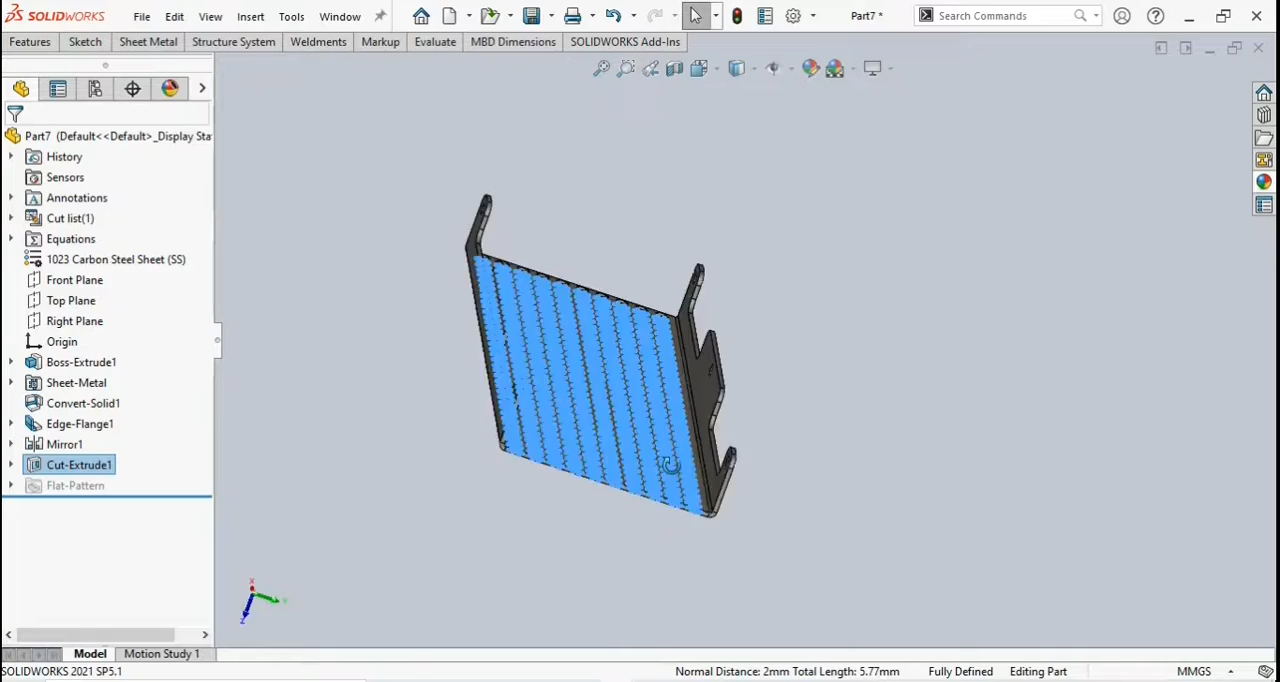 SOLIDWORKS File Edit View Insert Tools Window Part7 * Search Commands
Features Sketch Sheet Metal Structure System Weldments Markup Evaluate MBD Dimensions SOLIDWORKS Add-Ins
Part7 (Default<<Default>_Display Sta
History
Sensors
Annotations
Cut list(1)
Equations
1023 Carbon Steel Sheet (SS)
Front Plane
Top Plane
Right Plane
Origin
Boss-Extrude1
Sheet-Metal
Convert-Solid1
Edge-Flange1
Mirror1
Cut-Extrude1
Flat-Pattern
Model Motion Study 1
SOLIDWORKS 2021 SP5.1 Normal Distance: 2mm Total Length: 5.77mm Fully Defined Editing Part MMGS